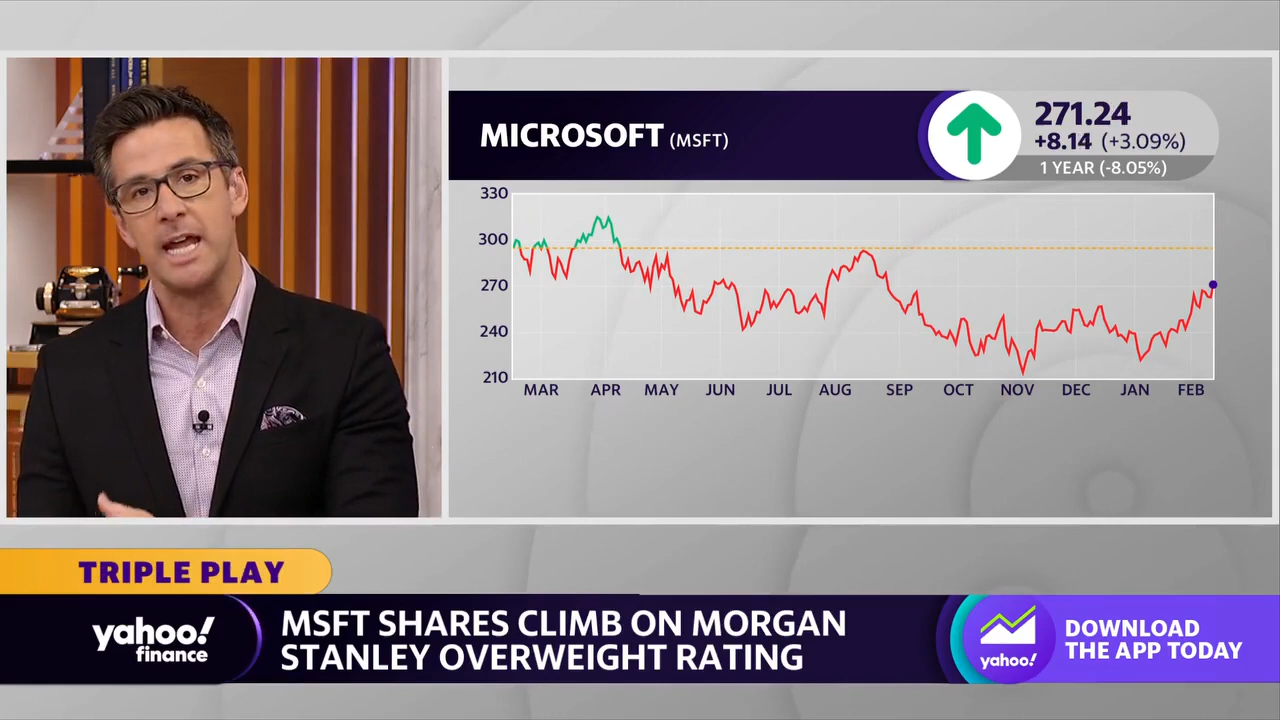 MICROSOFT (MSFT)
271.24
+8.14 (+3.09%)
1 YEAR (-8.05%)
330
300
270
240
210
MAR APR MAY JUN JUL AUG SEP OCT NOV DEC JAN FEB
TRIPLE PLAY
yahoo!
finance
MSFT SHARES CLIMB ON MORGAN
STANLEY OVERWEIGHT RATING
yahoo!
DOWNLOAD
THE APP TODAY